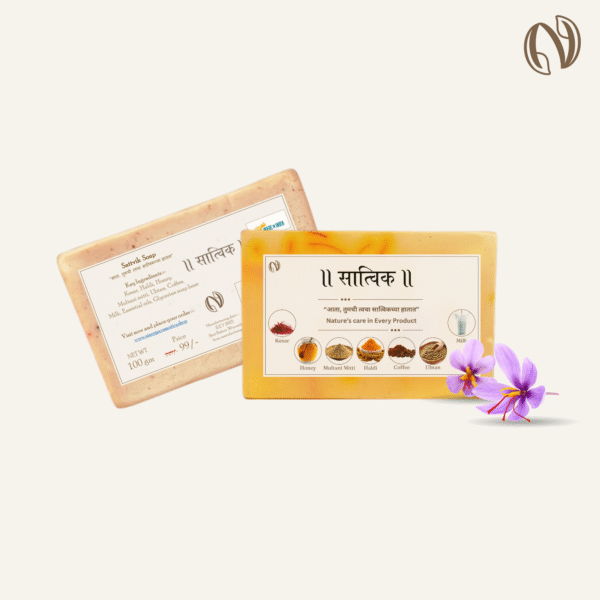 Sattvik Soap
Key Ingredients:-
Kesar, Haldi, Honey,
Multani mitti, Ubtan, Coffee,
Milk, Essential oils, Glycerine soap base
Visit now and place your order :-
NET WT
100 gm
Price
99/-
|| सात्विक
|| सात्विक ||
"आता, तुमची त्वचा सात्विकच्या हातात"
Nature's care in Every Product
Kesar
Milk
Honey
Multani Mitti
Haldi
Coffee
Ubtan